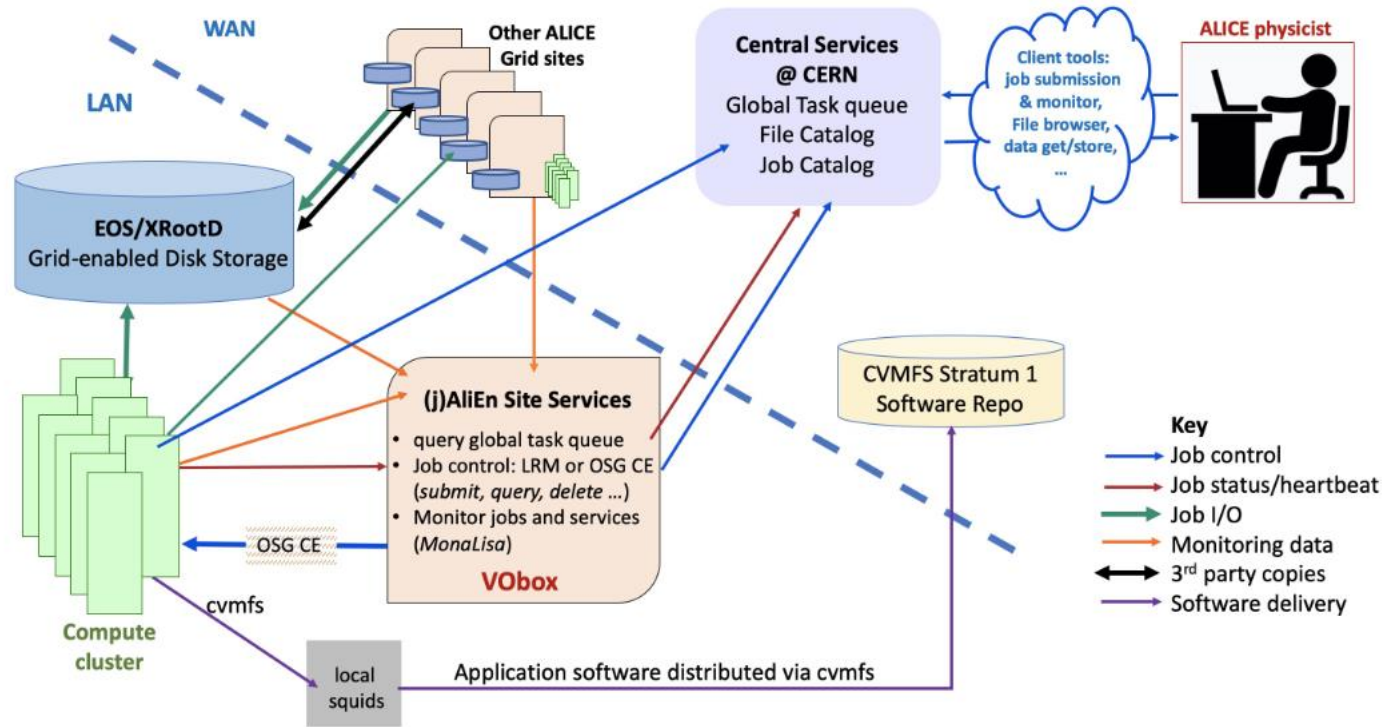 WAN
LAN
Other ALICE
Grid sites
Central Services
@ CERN
Global Task queue
File Catalog
Job Catalog
Client tools:
job submission
& monitor,
File browser,
data get/store,
...
ALICE physicist
EOS/XRootD
Grid-enabled Disk Storage
(j)AliEn Site Services
• query global task queue
• Job control: LRM or OSG CE
(submit, query, delete ...)
• Monitor jobs and services
(MonaLisa)
VObox
OSG CE
CVMFS Stratum 1
Software Repo
Compute
cluster
cvmfs
local
squids
Application software distributed via cvmfs
Key
Job control
Job status/heartbeat
Job I/O
Monitoring data
3rd party copies
Software delivery